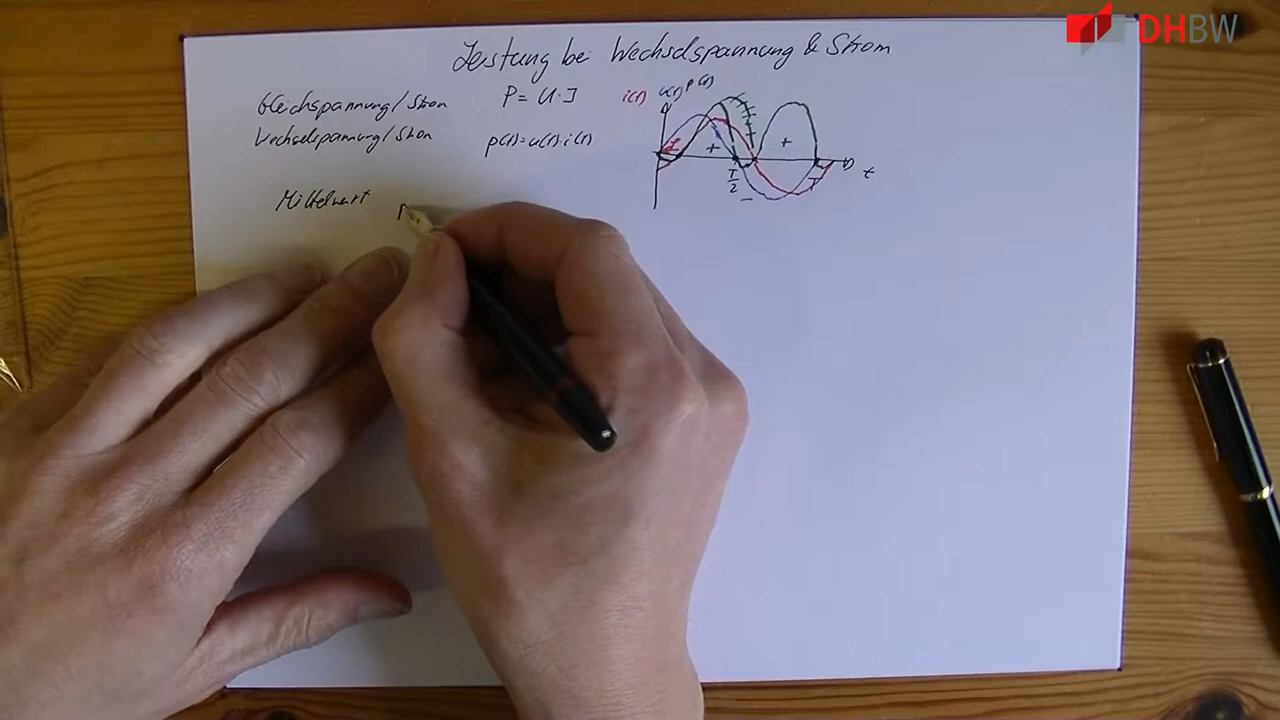 DHBW
Leistung bei Wechselspannung & Strom
Gleichspannung/Strom P = U·I
Wechselspannung/Strom p(t)=u(t)·i(t)
i(t) u(t) p(t)
+ +
T/2 T t
-
Mittelwert